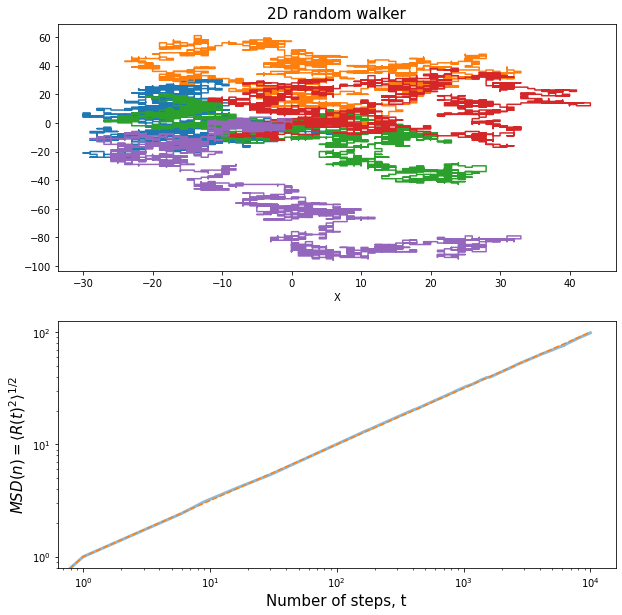 2D random walker
60
40
20
0
−20
−40
−60
−80
−100
−30 −20 −10 0 10 20 30 40
X
MSD(n) = ⟨R(t)²⟩^{1/2}
10²
10¹
10⁰
10⁰ 10¹ 10² 10³ 10⁴
Number of steps, t